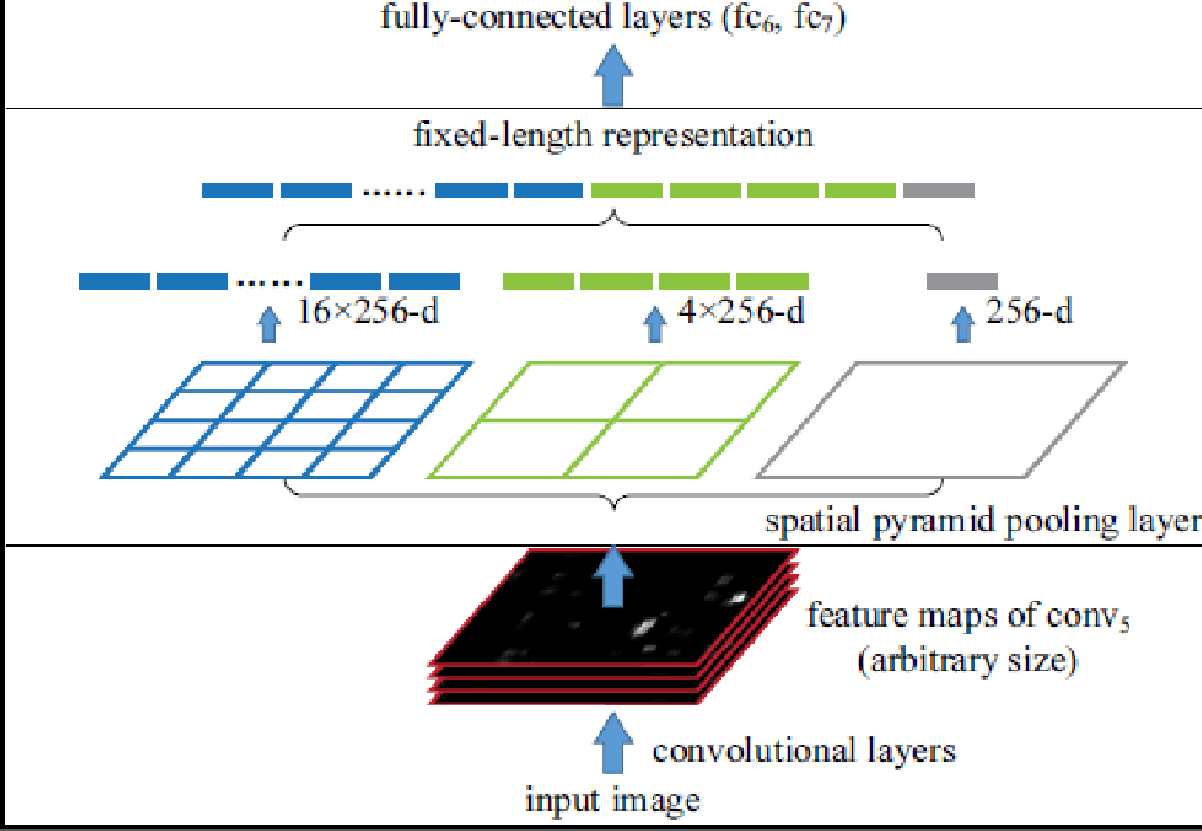 fully-connected layers (fc₆, fc₇)
fixed-length representation
......
......
16×256-d
4×256-d
256-d
spatial pyramid pooling layer
feature maps of conv₅
(arbitrary size)
convolutional layers
input image